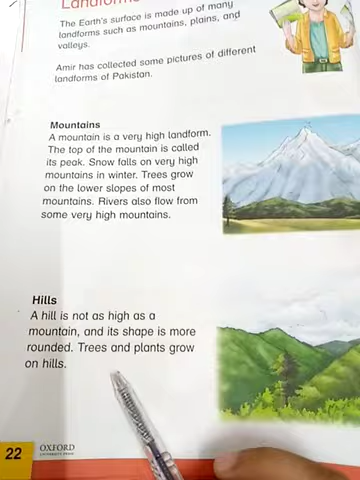 Landforms
The Earth's surface is made up of many
landforms such as mountains, plains, and
valleys.
Amir has collected some pictures of different
landforms of Pakistan.
Mountains
A mountain is a very high landform.
The top of the mountain is called
its peak. Snow falls on very high
mountains in winter. Trees grow
on the lower slopes of most
mountains. Rivers also flow from
some very high mountains.
Hills
A hill is not as high as a
mountain, and its shape is more
rounded. Trees and plants grow
on hills.
22
OXFORD
UNIVERSITY PRESS